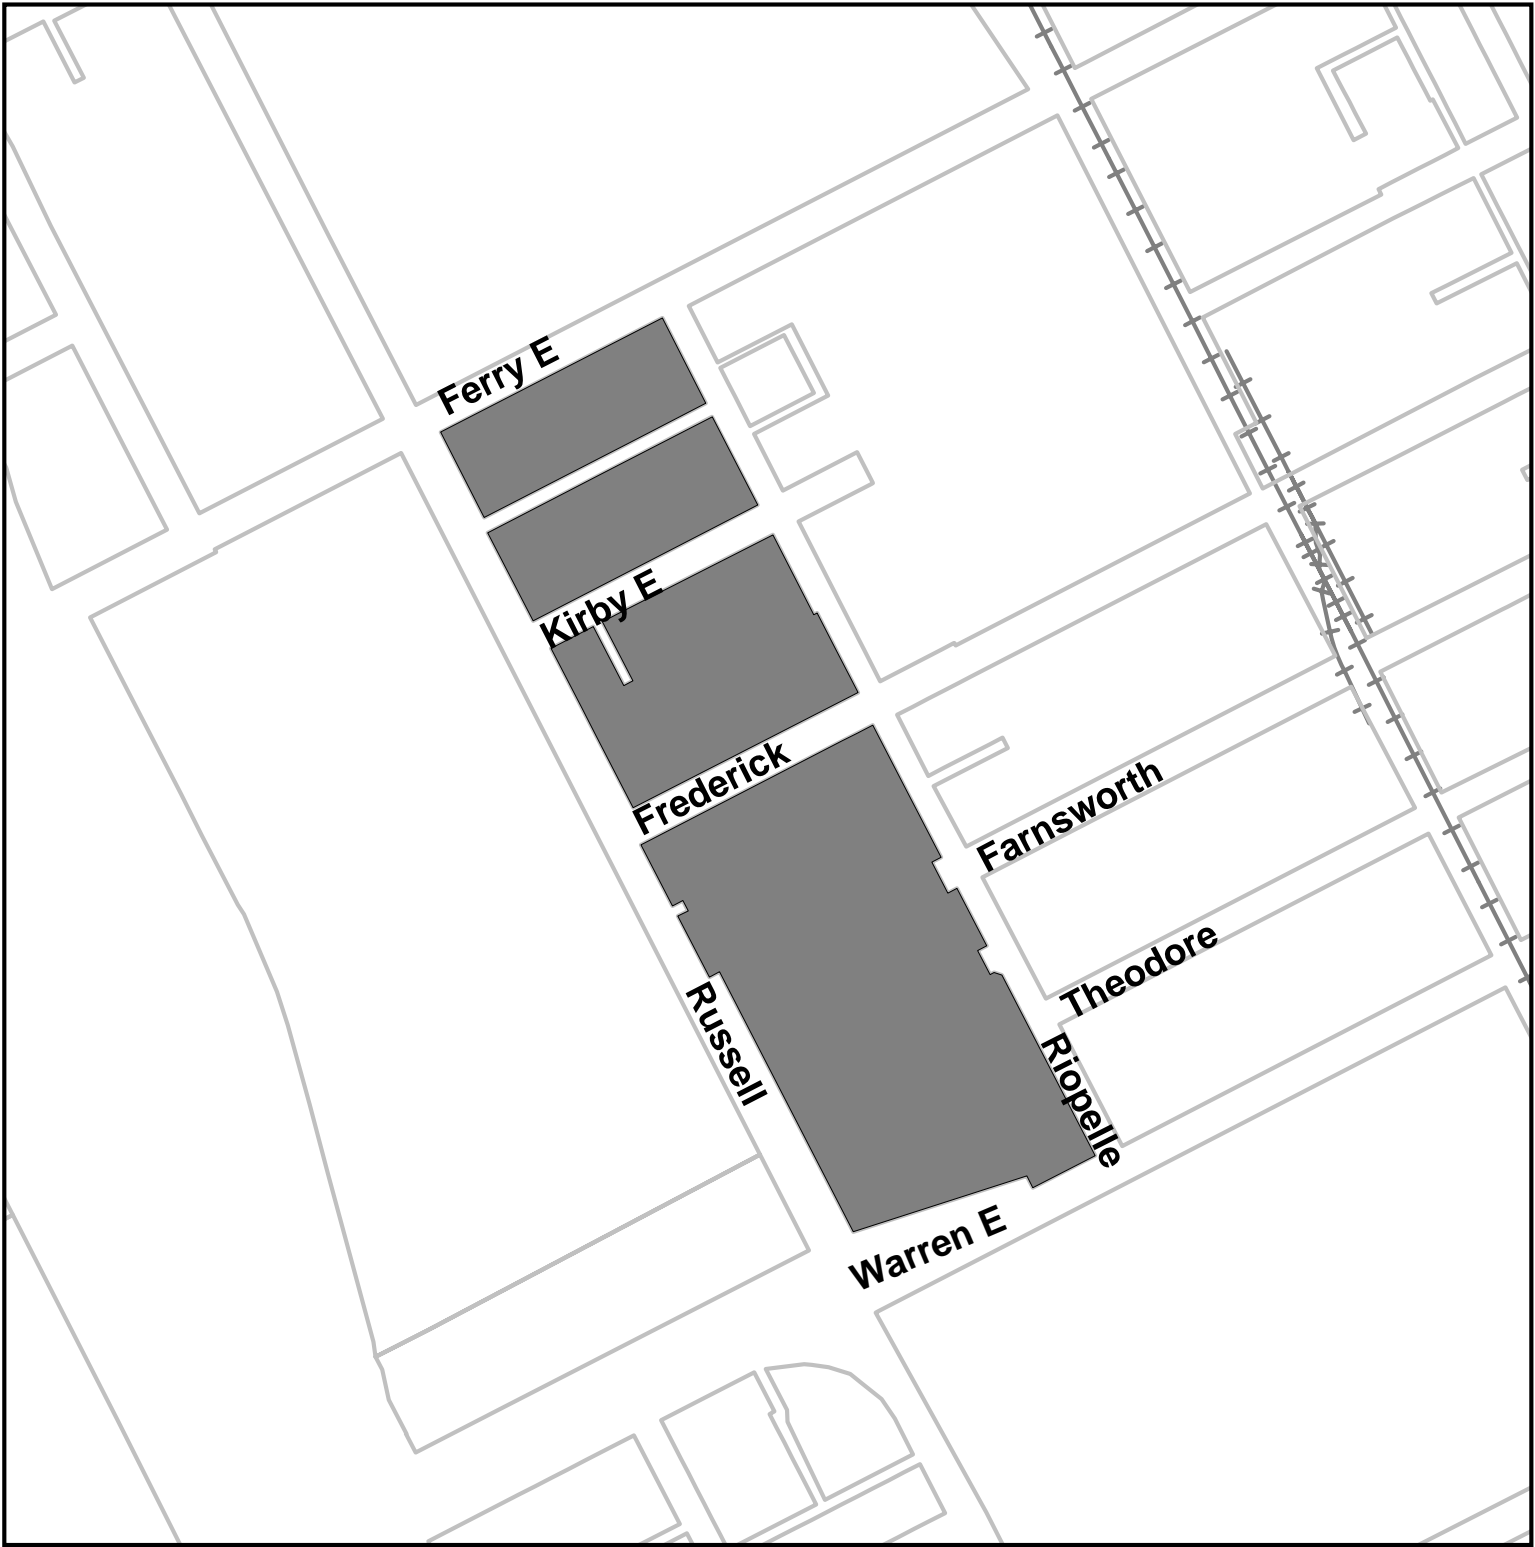 Ferry E
Kirby E
Frederick
Farnsworth
Theodore
Russell
Riopelle
Warren E